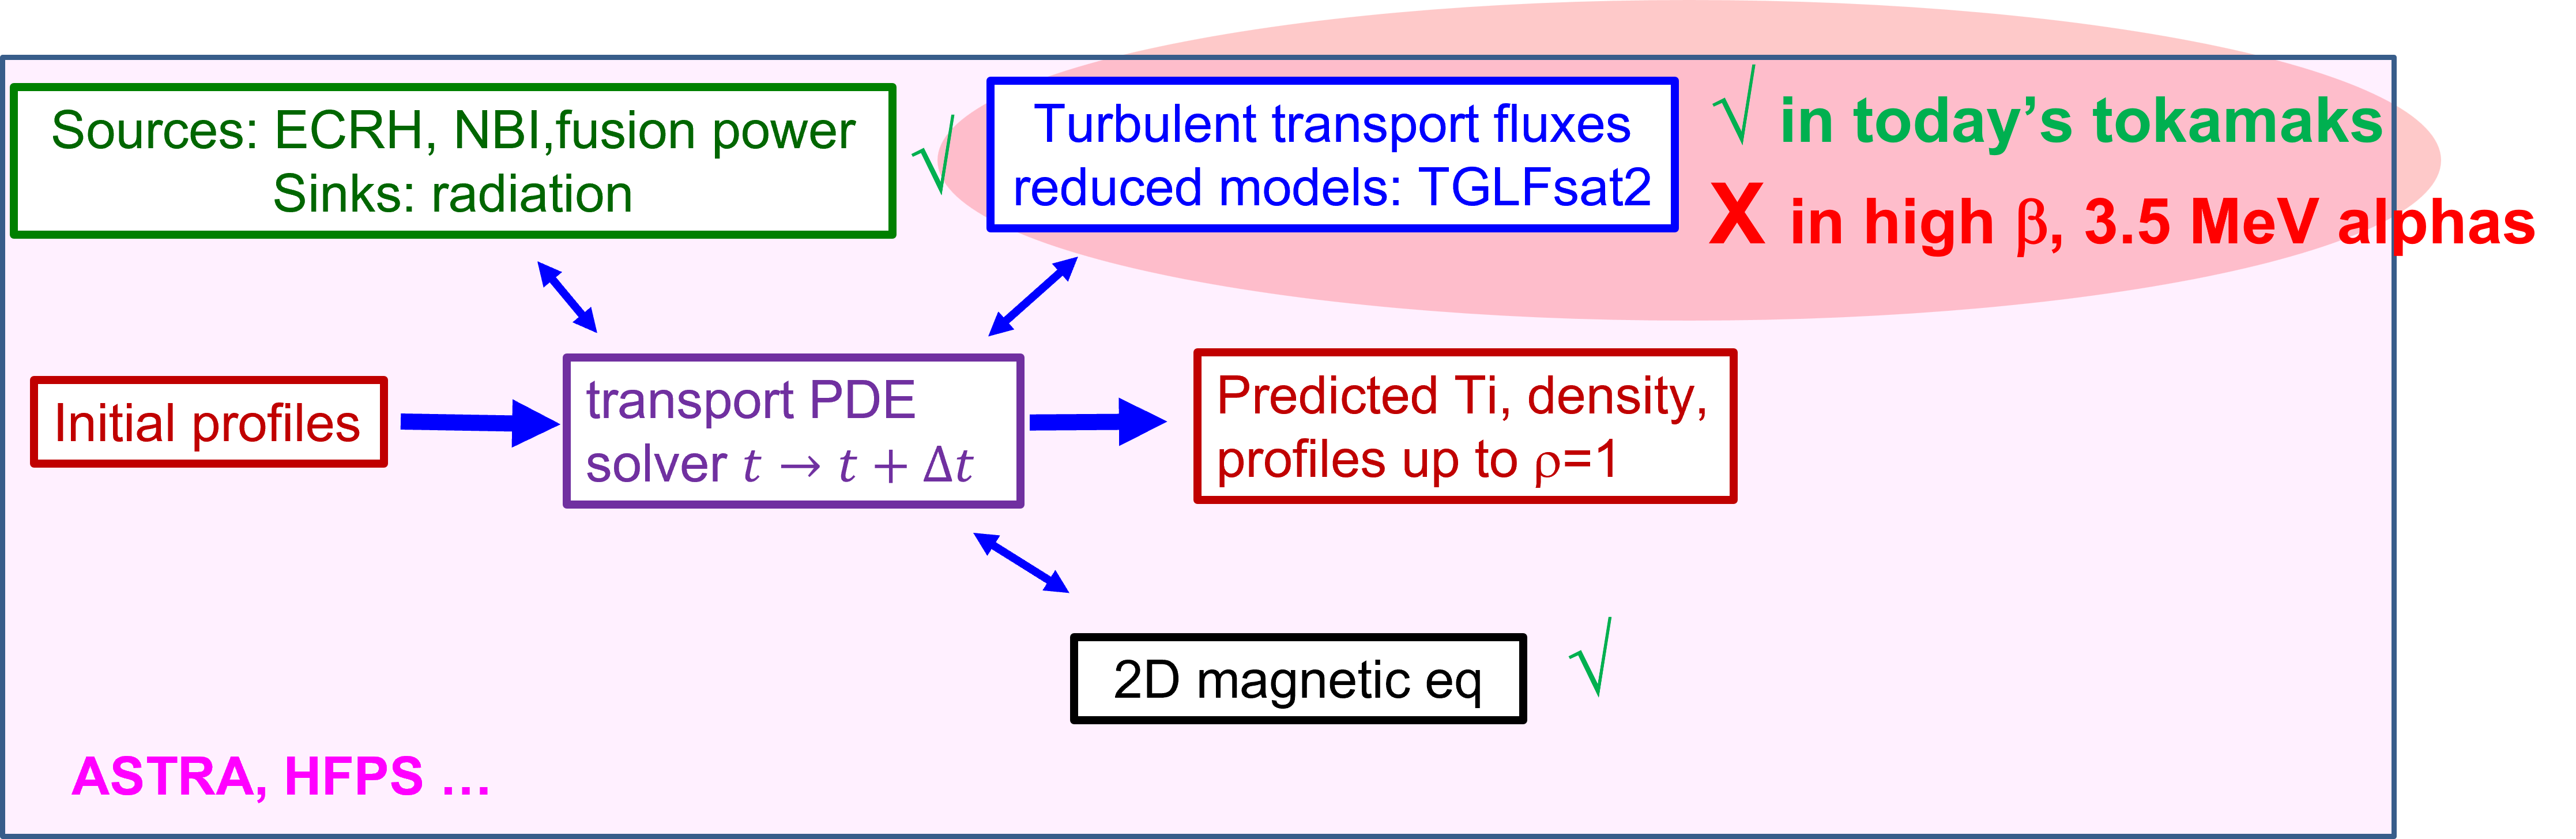 Sources: ECRH, NBI,fusion power
Sinks: radiation
√
Turbulent transport fluxes
reduced models: TGLFsat2
√ in today’s tokamaks
X in high β, 3.5 MeV alphas
Initial profiles
transport PDE
solver 𝑡 → 𝑡 + Δ𝑡
Predicted Ti, density,
profiles up to ρ=1
2D magnetic eq
√
ASTRA, HFPS ...